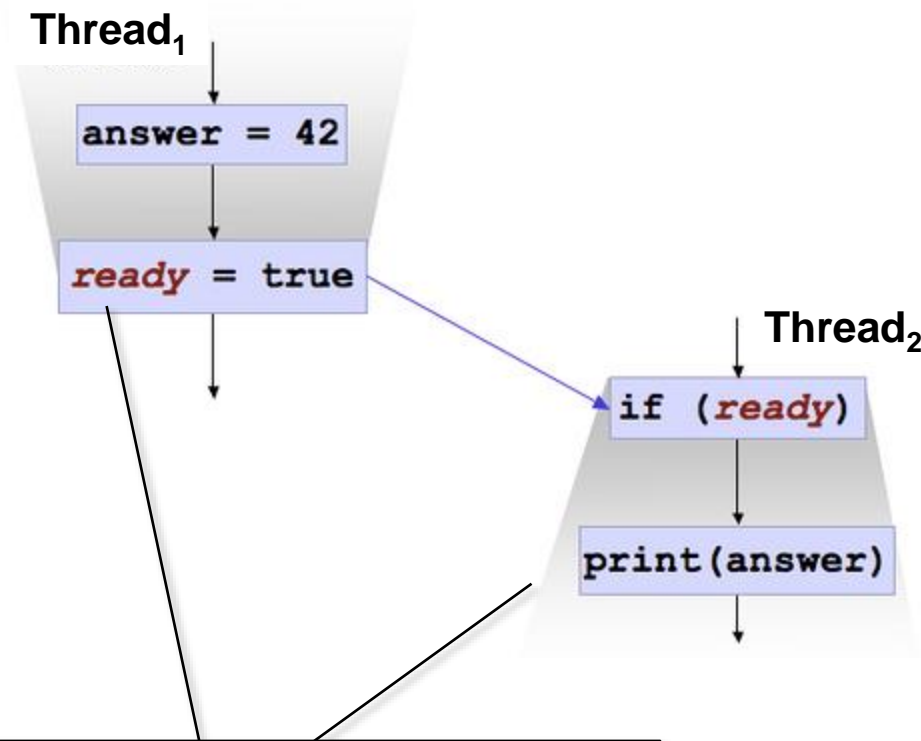 Thread₁
answer = 42
ready = true
Thread₂
if (ready)
print(answer)